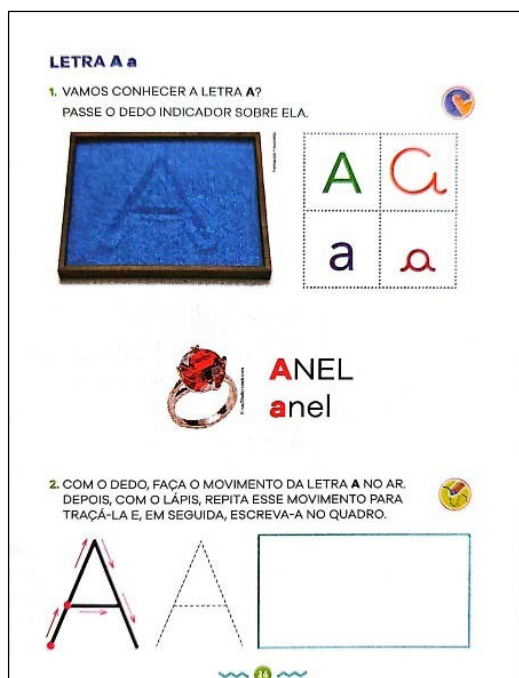 LETRA A a
1. VAMOS CONHECER A LETRA A?
PASSE O DEDO INDICADOR SOBRE ELA.
A
A A
a a
ANEL
anel
2. COM O DEDO, FAÇA O MOVIMENTO DA LETRA A NO AR.
DEPOIS, COM O LÁPIS, REPITA ESSE MOVIMENTO PARA
TRAÇÁ-LA E, EM SEGUIDA, ESCREVA-A NO QUADRO.
A A